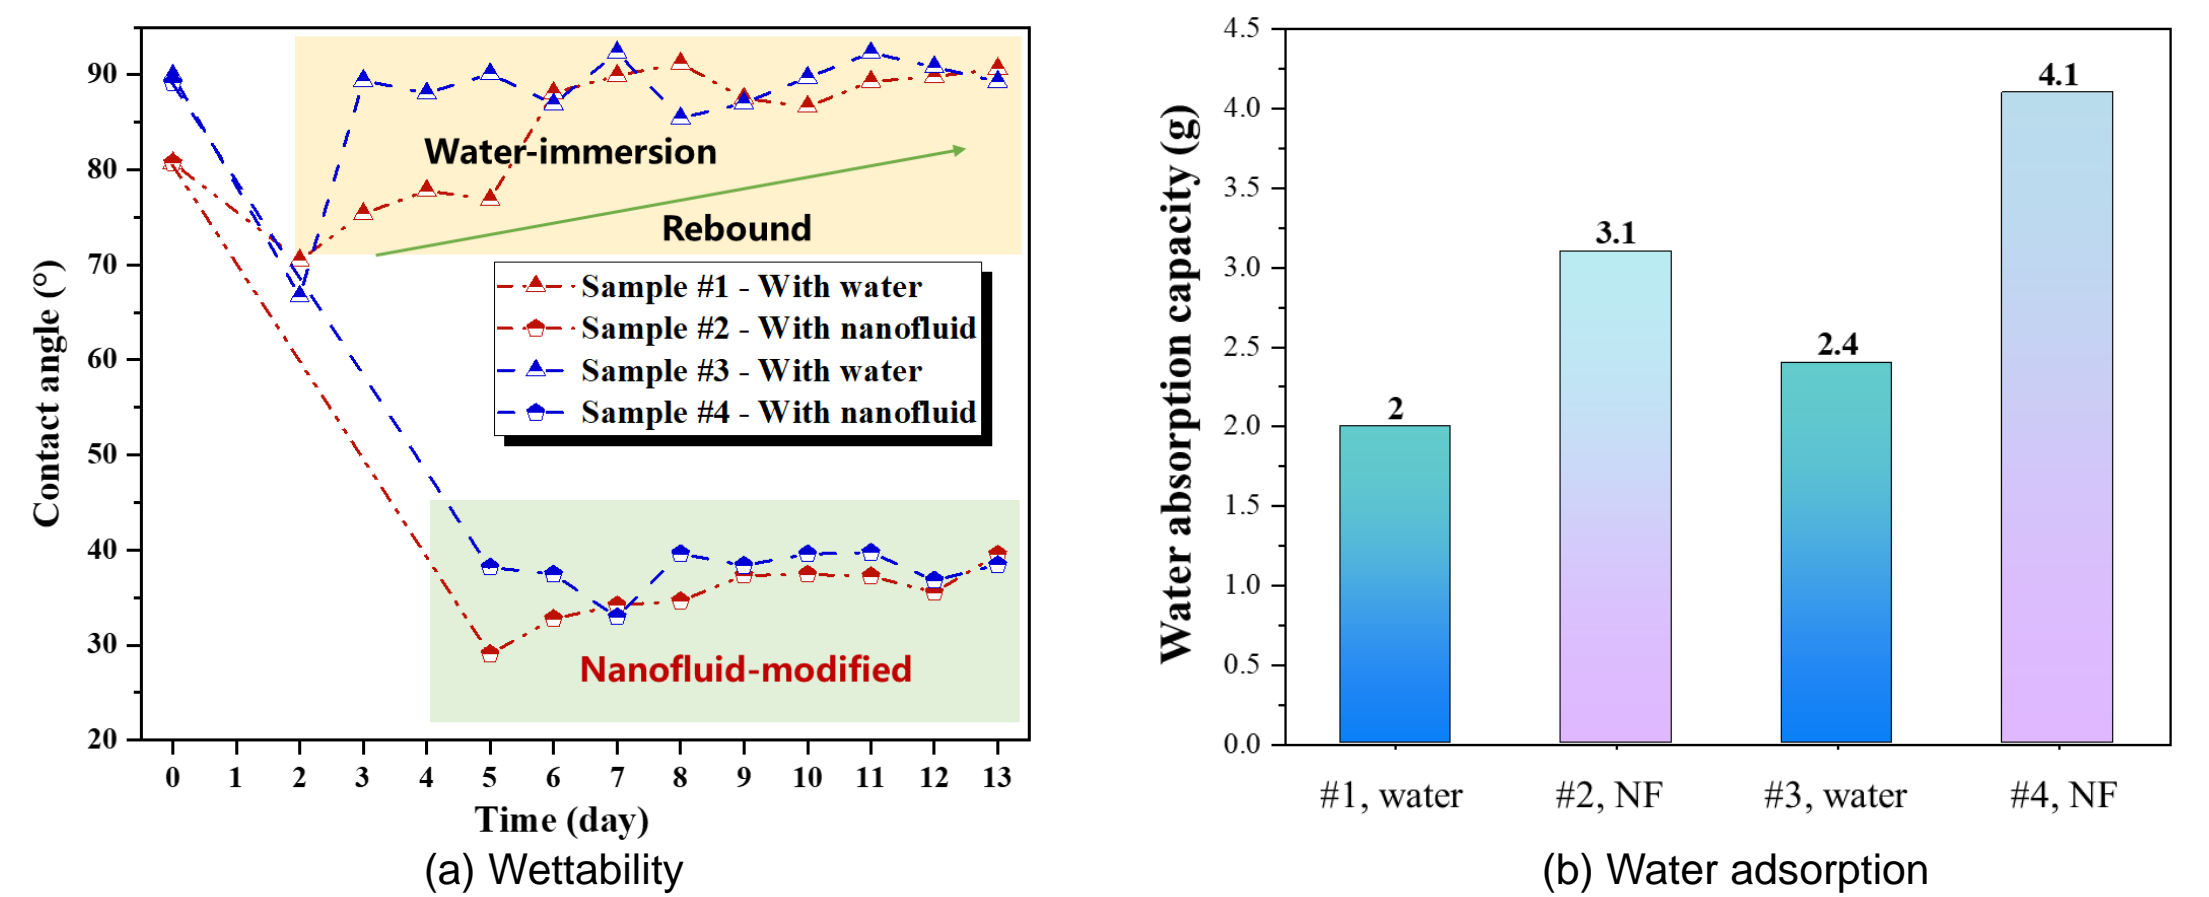 Contact angle (°)
90
80
70
60
50
40
30
20
Water-immersion
Rebound
Sample #1 - With water
Sample #2 - With nanofluid
Sample #3 - With water
Sample #4 - With nanofluid
Nanofluid-modified
0 1 2 3 4 5 6 7 8 9 10 11 12 13
Time (day)
(a) Wettability
Water absorption capacity (g)
4.5
4.0
3.5
3.0
2.5
2.0
1.5
1.0
0.5
0.0
2
3.1
2.4
4.1
#1, water #2, NF #3, water #4, NF
(b) Water adsorption